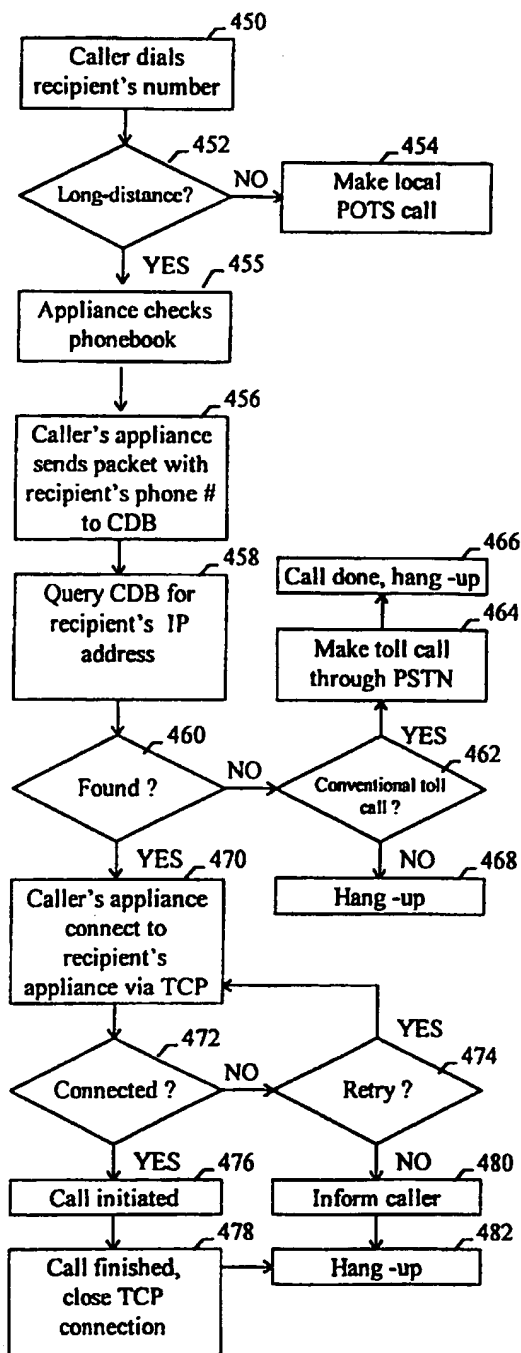 450
Caller dials
recipient's number
452
Long-distance?
NO
454
Make local
POTS call
YES
455
Appliance checks
phonebook
456
Caller's appliance
sends packet with
recipient's phone #
to CDB
458
Query CDB for
recipient's IP
address
466
Call done, hang -up
464
Make toll call
through PSTN
460
Found ?
NO
YES
462
Conventional toll
call ?
YES
470
NO
468
Hang -up
Caller's appliance
connect to
recipient's
appliance via TCP
472
Connected ?
NO
YES
474
Retry ?
YES
476
Call initiated
NO
480
Inform caller
478
Call finished,
close TCP
connection
482
Hang -up